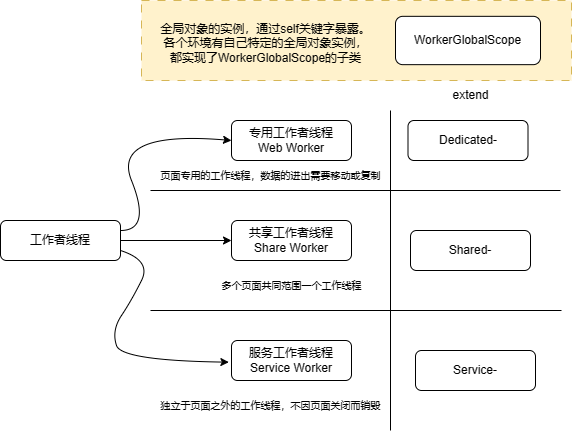 全局对象的实例，通过self关键字暴露。
各个环境有自己特定的全局对象实例，
都实现了WorkerGlobalScope的子类
WorkerGlobalScope
extend
专用工作者线程
Web Worker
Dedicated-
页面专用的工作线程，数据的进出需要移动或复制
工作者线程
共享工作者线程
Share Worker
Shared-
多个页面共同范围一个工作线程
服务工作者线程
Service Worker
Service-
独立于页面之外的工作线程，不因页面关闭而销毁